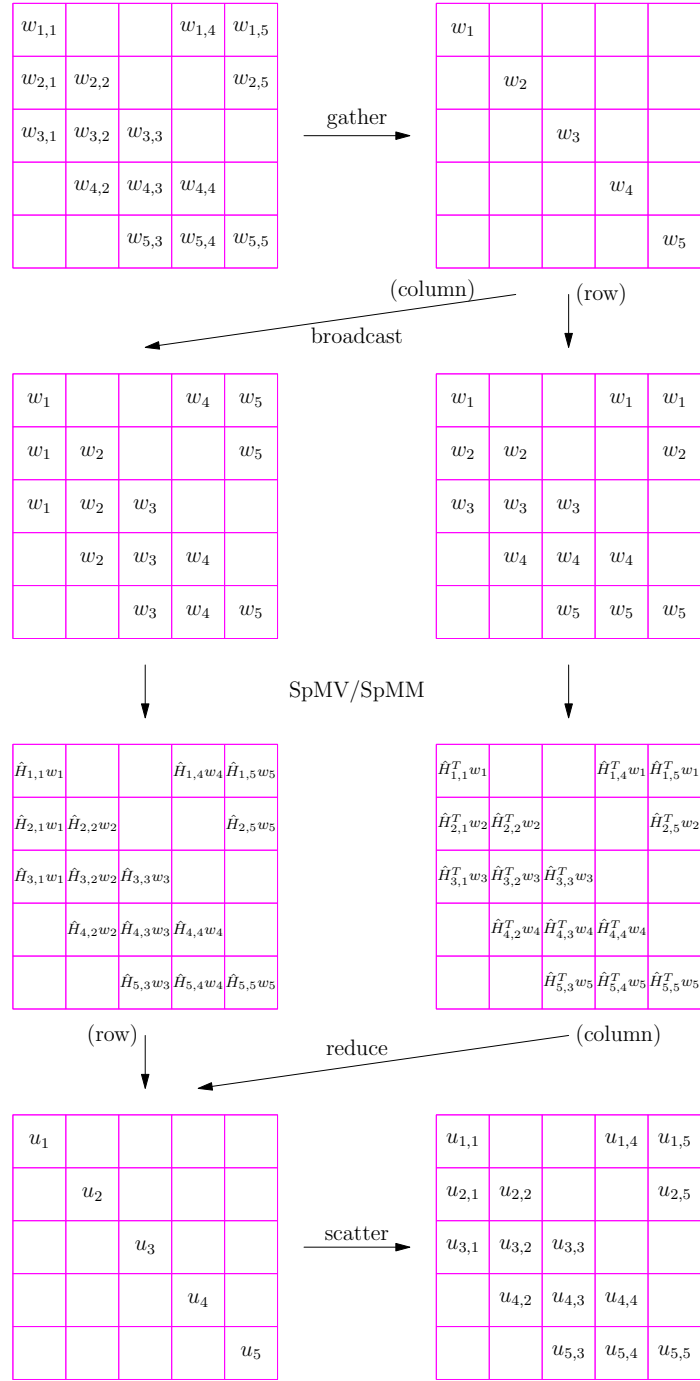 w_{1,1} w_{1,4} w_{1,5} w_1
w_{2,1} w_{2,2} w_{2,5} w_2
gather
w_{3,1} w_{3,2} w_{3,3} w_3
w_{4,2} w_{4,3} w_{4,4} w_4
w_{5,3} w_{5,4} w_{5,5} w_5
(column) (row)
broadcast
w_1 w_4 w_5 w_1 w_1 w_1
w_1 w_2 w_5 w_2 w_2 w_2
w_1 w_2 w_3 w_3 w_3 w_3
w_2 w_3 w_4 w_4 w_4 w_4
w_3 w_4 w_5 w_5 w_5 w_5
SpMV/SpMM
Ĥ_{1,1}w_1 Ĥ_{1,4}w_4 Ĥ_{1,5}w_5 Ĥ^T_{1,1}w_1 Ĥ^T_{1,4}w_1 Ĥ^T_{1,5}w_1
Ĥ_{2,1}w_1 Ĥ_{2,2}w_2 Ĥ_{2,5}w_5 Ĥ^T_{2,1}w_2 Ĥ^T_{2,2}w_2 Ĥ^T_{2,5}w_2
Ĥ_{3,1}w_1 Ĥ_{3,2}w_2 Ĥ_{3,3}w_3 Ĥ^T_{3,1}w_3 Ĥ^T_{3,2}w_3 Ĥ^T_{3,3}w_3
Ĥ_{4,2}w_2 Ĥ_{4,3}w_3 Ĥ_{4,4}w_4 Ĥ^T_{4,2}w_4 Ĥ^T_{4,3}w_4 Ĥ^T_{4,4}w_4
Ĥ_{5,3}w_3 Ĥ_{5,4}w_4 Ĥ_{5,5}w_5 Ĥ^T_{5,3}w_5 Ĥ^T_{5,4}w_5 Ĥ^T_{5,5}w_5
(row) (column)
reduce
u_1 u_{1,1} u_{1,4} u_{1,5}
u_2 u_{2,1} u_{2,2} u_{2,5}
scatter
u_3 u_{3,1} u_{3,2} u_{3,3}
u_4 u_{4,2} u_{4,3} u_{4,4}
u_5 u_{5,3} u_{5,4} u_{5,5}